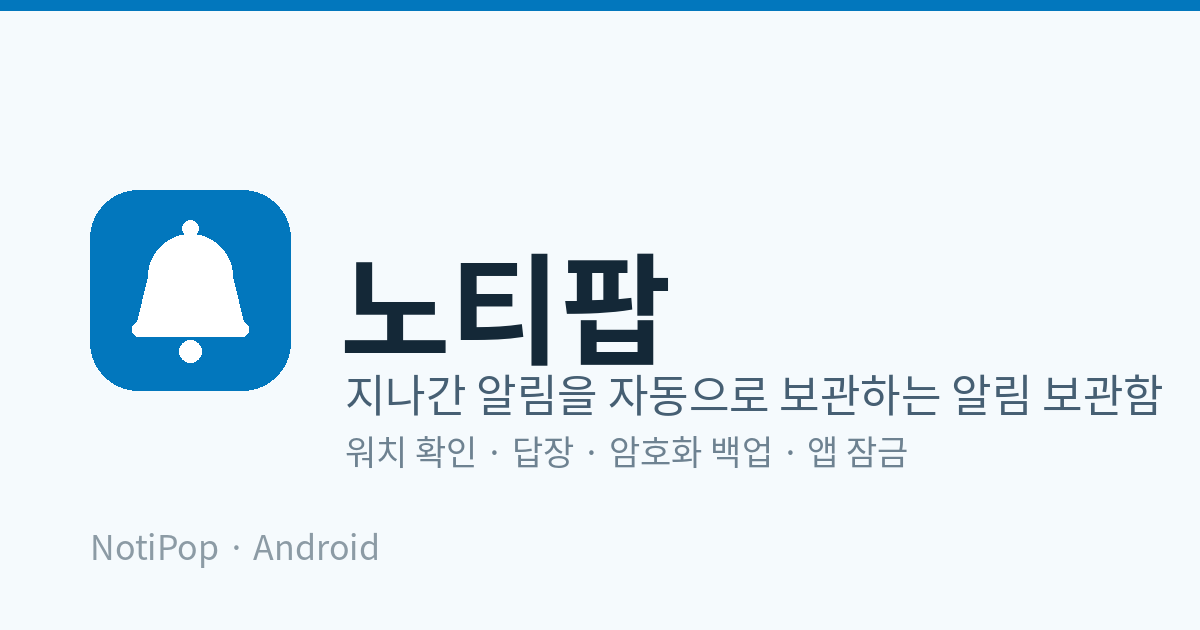 노티팝
지나간 알림을 자동으로 보관하는 알림 보관함
워치 확인 · 답장 · 암호화 백업 · 앱 잠금
NotiPop · Android